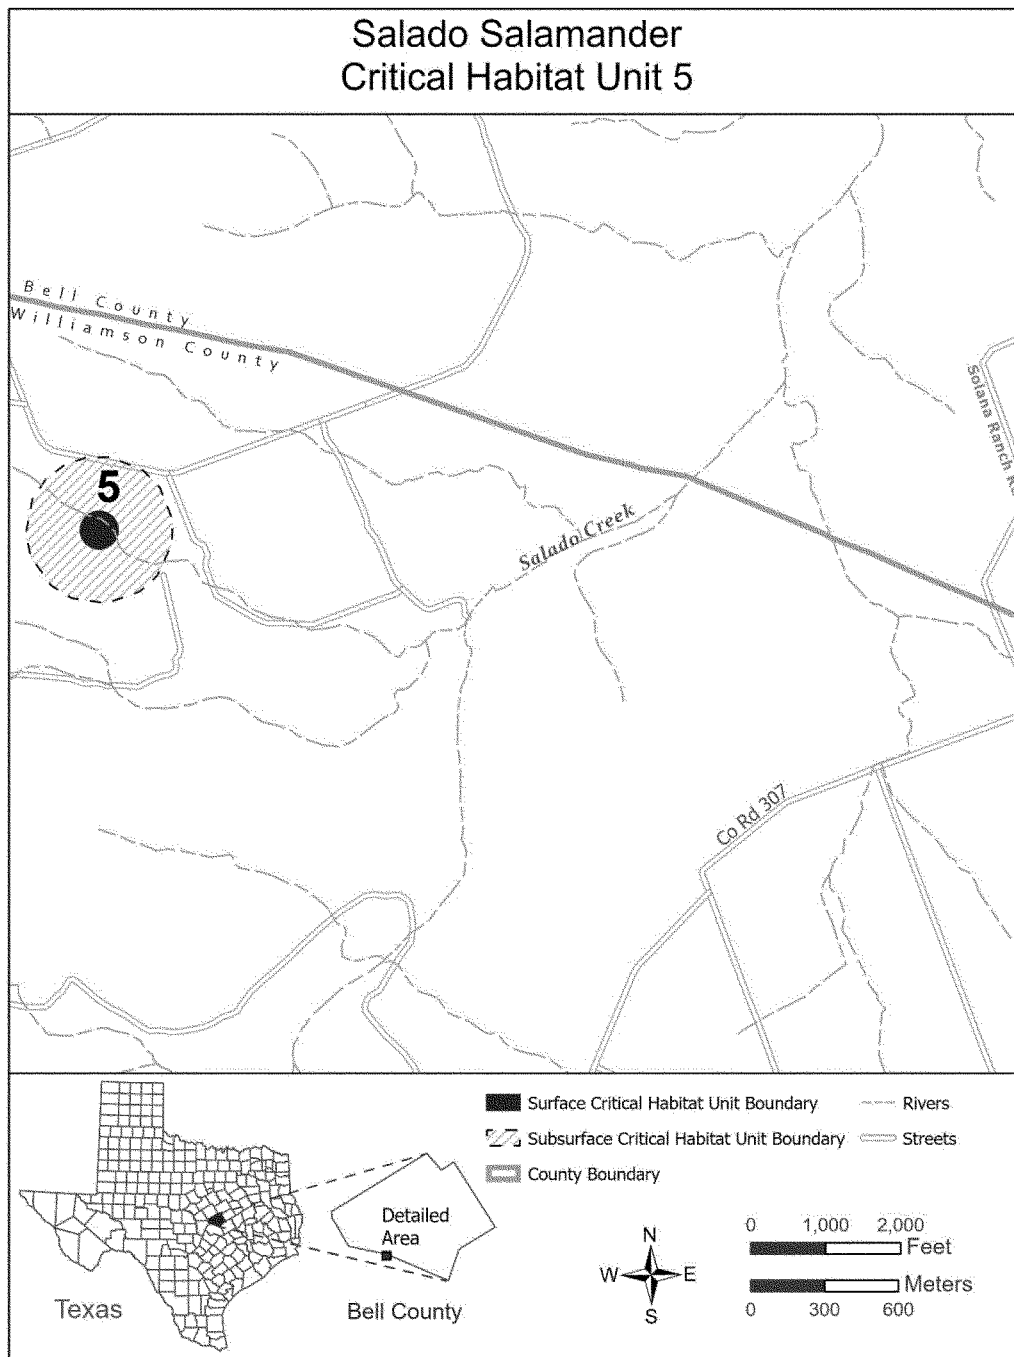 Salado Salamander
Critical Habitat Unit 5
Bell County
Williamson County
Solana Ranch Rd
5
Salado Creek
Co Rd 307
Surface Critical Habitat Unit Boundary
Rivers
Subsurface Critical Habitat Unit Boundary
Streets
County Boundary
Detailed
Area
Texas
Bell County
N
W
E
S
0 1,000 2,000
Feet
Meters
0 300 600